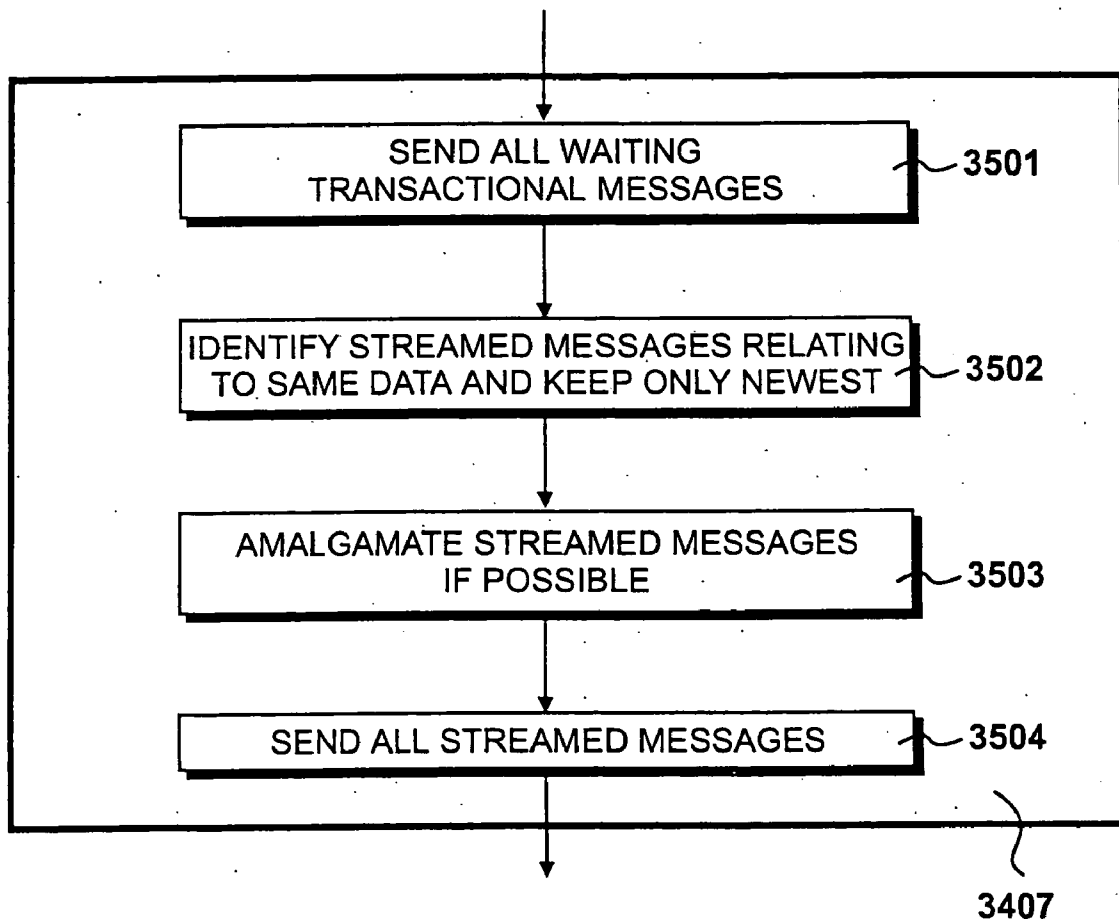 SEND ALL WAITING
TRANSACTIONAL MESSAGES
3501
IDENTIFY STREAMED MESSAGES RELATING
TO SAME DATA AND KEEP ONLY NEWEST
3502
AMALGAMATE STREAMED MESSAGES
IF POSSIBLE
3503
SEND ALL STREAMED MESSAGES
3504
3407